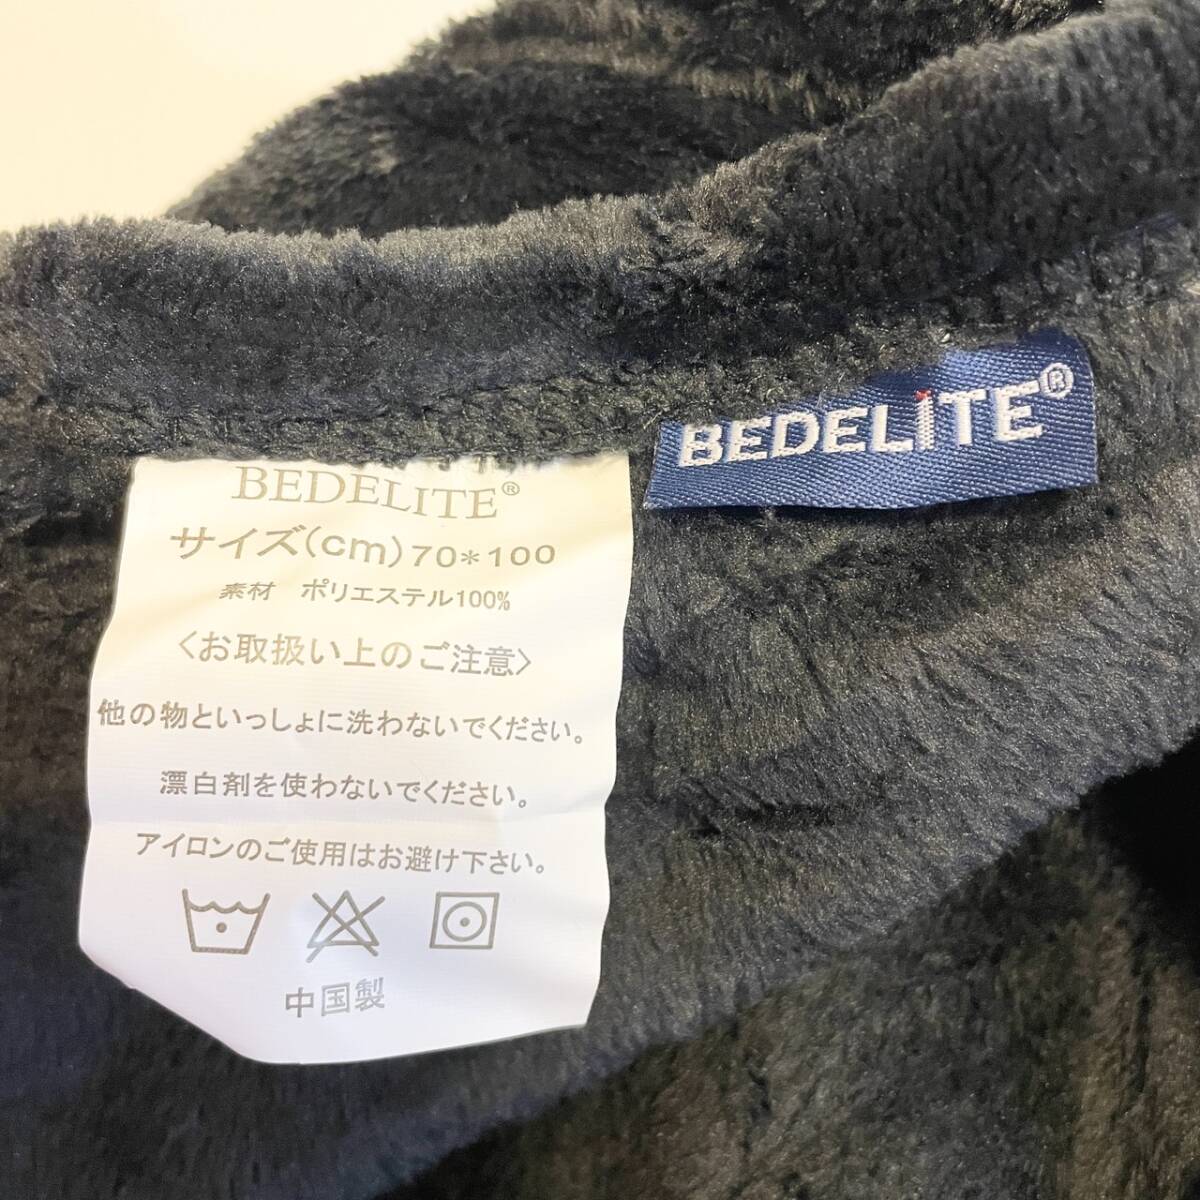 BEDELITE®
サイズ(cm)70*100
素材 ポリエステル100%
〈お取扱い上のご注意〉
他の物といっしょに洗わないでください。
漂白剤を使わないでください。
アイロンのご使用はお避け下さい。
中国製
BEDELiTE®